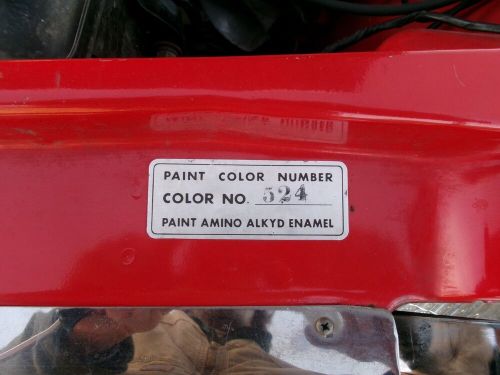 PAINT COLOR NUMBER
COLOR NO. 524
PAINT AMINO ALKYD ENAMEL